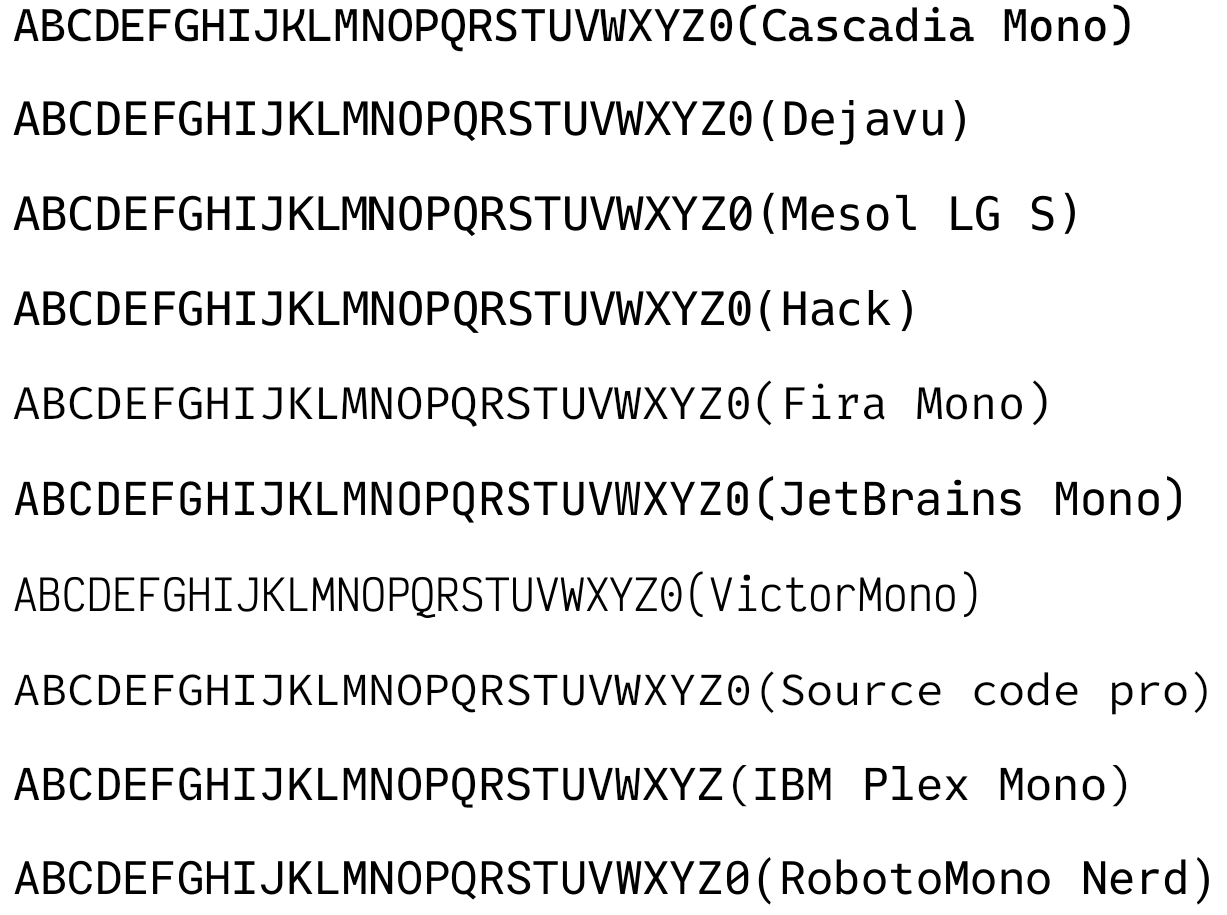 ABCDEFGHIJKLMNOPQRSTUVWXYZ0(Cascadia Mono)
ABCDEFGHIJKLMNOPQRSTUVWXYZ0(Dejavu)
ABCDEFGHIJKLMNOPQRSTUVWXYZ0(Mesol LG S)
ABCDEFGHIJKLMNOPQRSTUVWXYZ0(Hack)
ABCDEFGHIJKLMNOPQRSTUVWXYZ0(Fira Mono)
ABCDEFGHIJKLMNOPQRSTUVWXYZ0(JetBrains Mono)
ABCDEFGHIJKLMNOPQRSTUVWXYZ0(VictorMono)
ABCDEFGHIJKLMNOPQRSTUVWXYZ0(Source code pro)
ABCDEFGHIJKLMNOPQRSTUVWXYZ(IBM Plex Mono)
ABCDEFGHIJKLMNOPQRSTUVWXYZ0(RobotoMono Nerd)